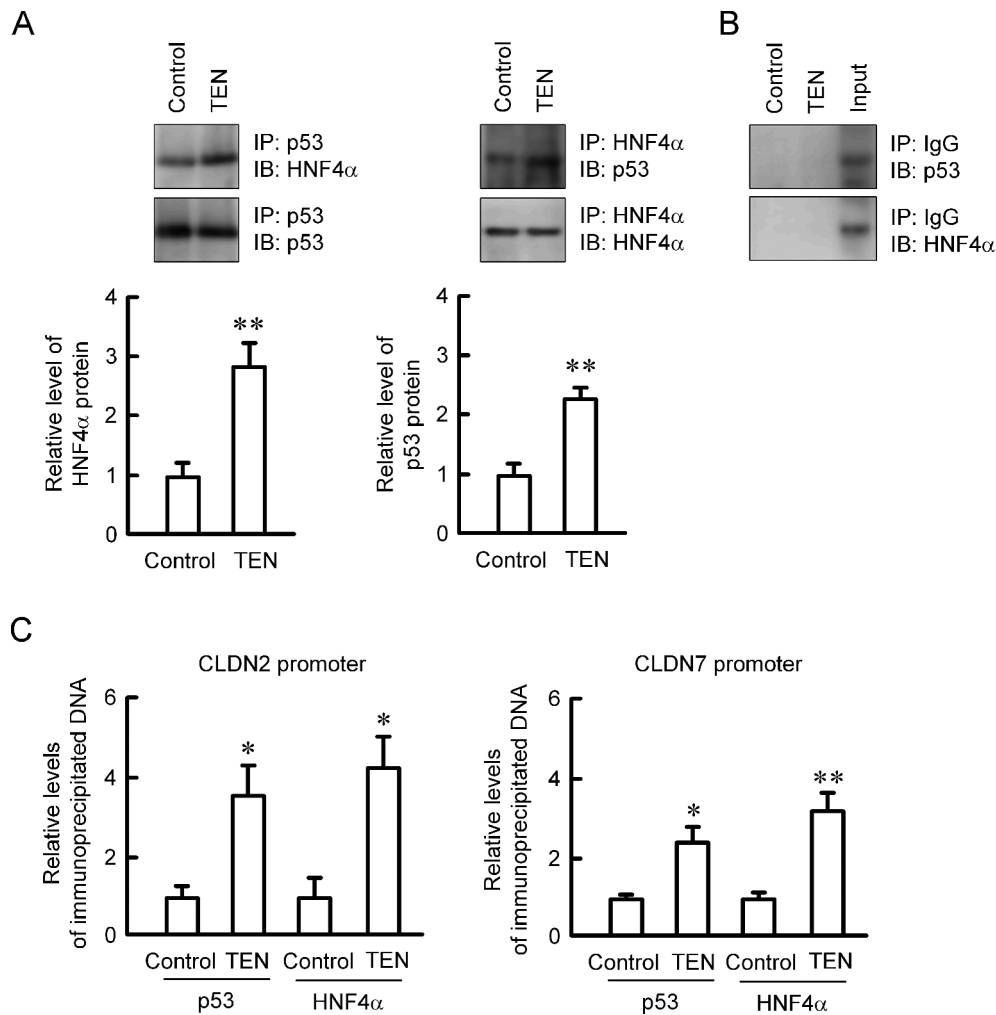 A
Control
TEN
IP: p53
IB: HNF4α
IP: p53
IB: p53
Control
TEN
IP: HNF4α
IB: p53
IP: HNF4α
IB: HNF4α
B
Control
TEN
Input
IP: IgG
IB: p53
IP: IgG
IB: HNF4α
Relative level of
HNF4α protein
4
3
2
1
0
**
Control TEN
Relative level of
p53 protein
4
3
2
1
0
**
Control TEN
C
CLDN2 promoter
Relative levels
of immunoprecipitated DNA
6
4
2
0
*
*
Control TEN Control TEN
p53 HNF4α
CLDN7 promoter
Relative levels
of immunoprecipitated DNA
6
4
2
0
*
**
Control TEN Control TEN
p53 HNF4α